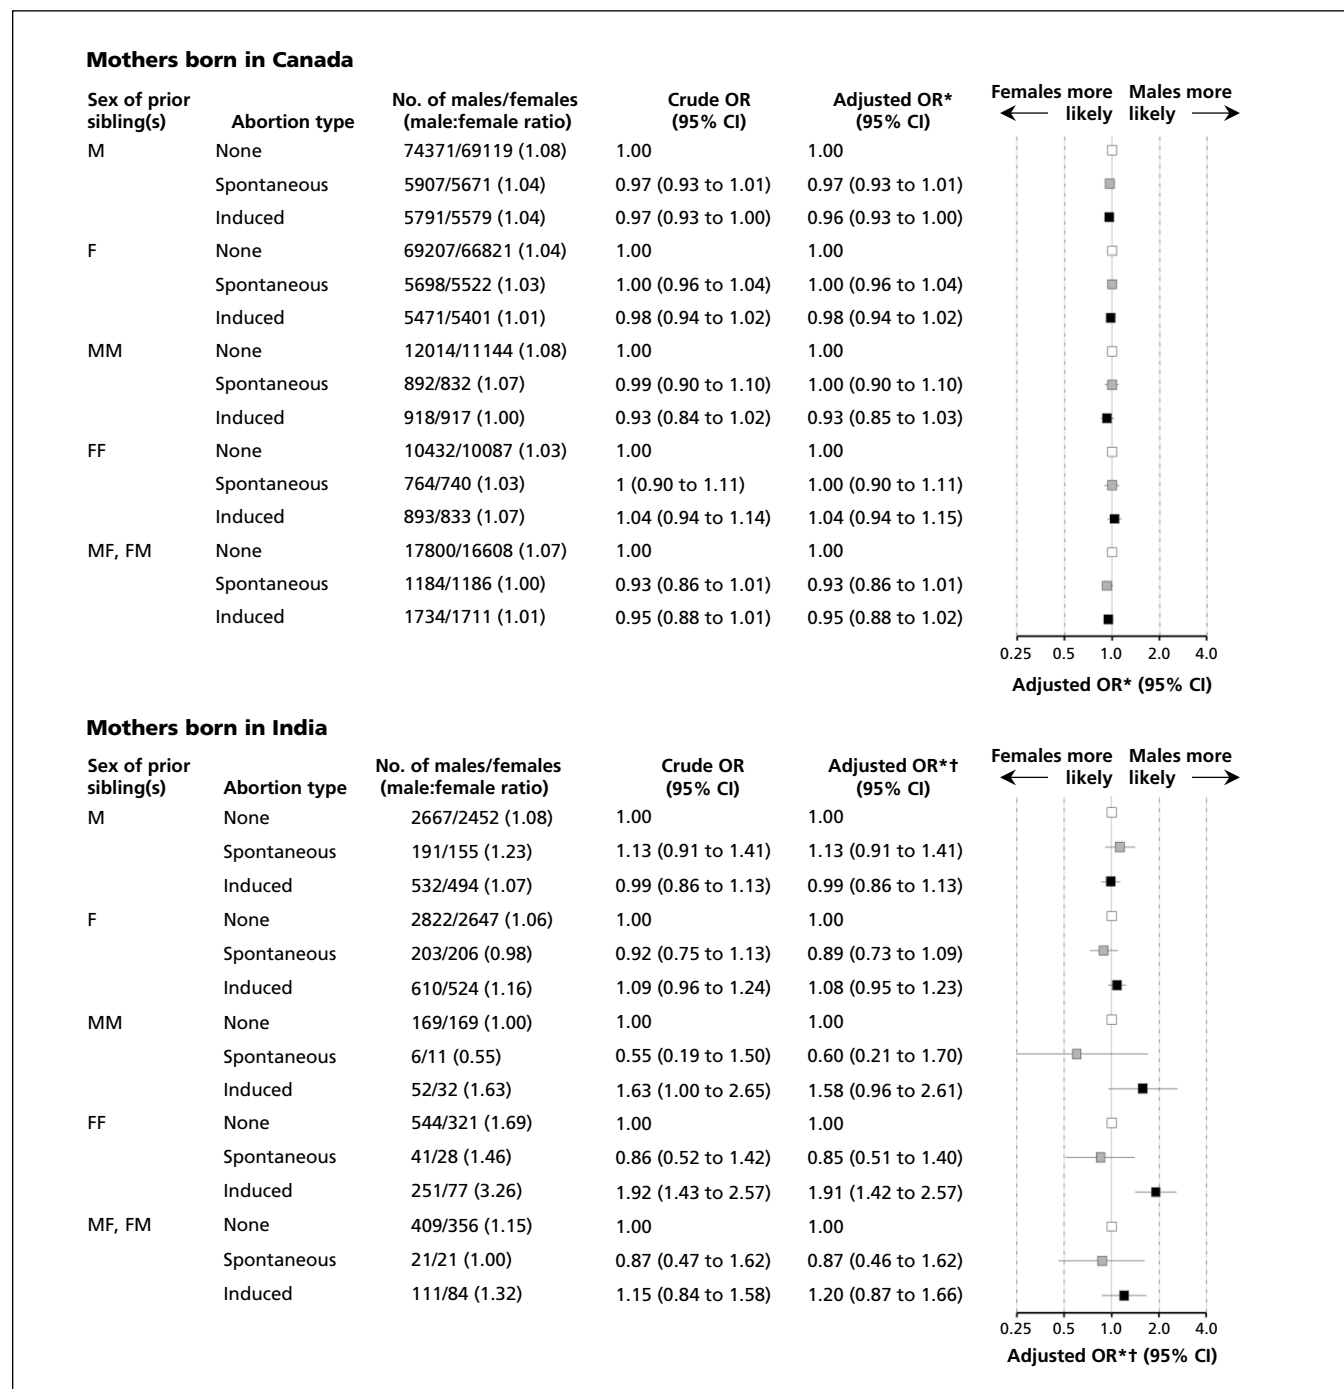 Mothers born in Canada
Sex of prior sibling(s) Abortion type No. of males/females (male:female ratio) Crude OR (95% CI) Adjusted OR* (95% CI) Females more likely Males more likely
M None 74371/69119 (1.08) 1.00 1.00
Spontaneous 5907/5671 (1.04) 0.97 (0.93 to 1.01) 0.97 (0.93 to 1.01)
Induced 5791/5579 (1.04) 0.97 (0.93 to 1.00) 0.96 (0.93 to 1.00)
F None 69207/66821 (1.04) 1.00 1.00
Spontaneous 5698/5522 (1.03) 1.00 (0.96 to 1.04) 1.00 (0.96 to 1.04)
Induced 5471/5401 (1.01) 0.98 (0.94 to 1.02) 0.98 (0.94 to 1.02)
MM None 12014/11144 (1.08) 1.00 1.00
Spontaneous 892/832 (1.07) 0.99 (0.90 to 1.10) 1.00 (0.90 to 1.10)
Induced 918/917 (1.00) 0.93 (0.84 to 1.02) 0.93 (0.85 to 1.03)
FF None 10432/10087 (1.03) 1.00 1.00
Spontaneous 764/740 (1.03) 1 (0.90 to 1.11) 1.00 (0.90 to 1.11)
Induced 893/833 (1.07) 1.04 (0.94 to 1.14) 1.04 (0.94 to 1.15)
MF, FM None 17800/16608 (1.07) 1.00 1.00
Spontaneous 1184/1186 (1.00) 0.93 (0.86 to 1.01) 0.93 (0.86 to 1.01)
Induced 1734/1711 (1.01) 0.95 (0.88 to 1.01) 0.95 (0.88 to 1.02)
0.25 0.5 1.0 2.0 4.0
Adjusted OR* (95% CI)
Mothers born in India
Sex of prior sibling(s) Abortion type No. of males/females (male:female ratio) Crude OR (95% CI) Adjusted OR*† (95% CI) Females more likely Males more likely
M None 2667/2452 (1.08) 1.00 1.00
Spontaneous 191/155 (1.23) 1.13 (0.91 to 1.41) 1.13 (0.91 to 1.41)
Induced 532/494 (1.07) 0.99 (0.86 to 1.13) 0.99 (0.86 to 1.13)
F None 2822/2647 (1.06) 1.00 1.00
Spontaneous 203/206 (0.98) 0.92 (0.75 to 1.13) 0.89 (0.73 to 1.09)
Induced 610/524 (1.16) 1.09 (0.96 to 1.24) 1.08 (0.95 to 1.23)
MM None 169/169 (1.00) 1.00 1.00
Spontaneous 6/11 (0.55) 0.55 (0.19 to 1.50) 0.60 (0.21 to 1.70)
Induced 52/32 (1.63) 1.63 (1.00 to 2.65) 1.58 (0.96 to 2.61)
FF None 544/321 (1.69) 1.00 1.00
Spontaneous 41/28 (1.46) 0.86 (0.52 to 1.42) 0.85 (0.51 to 1.40)
Induced 251/77 (3.26) 1.92 (1.43 to 2.57) 1.91 (1.42 to 2.57)
MF, FM None 409/356 (1.15) 1.00 1.00
Spontaneous 21/21 (1.00) 0.87 (0.47 to 1.62) 0.87 (0.46 to 1.62)
Induced 111/84 (1.32) 1.15 (0.84 to 1.58) 1.20 (0.87 to 1.66)
0.25 0.5 1.0 2.0 4.0
Adjusted OR*† (95% CI)